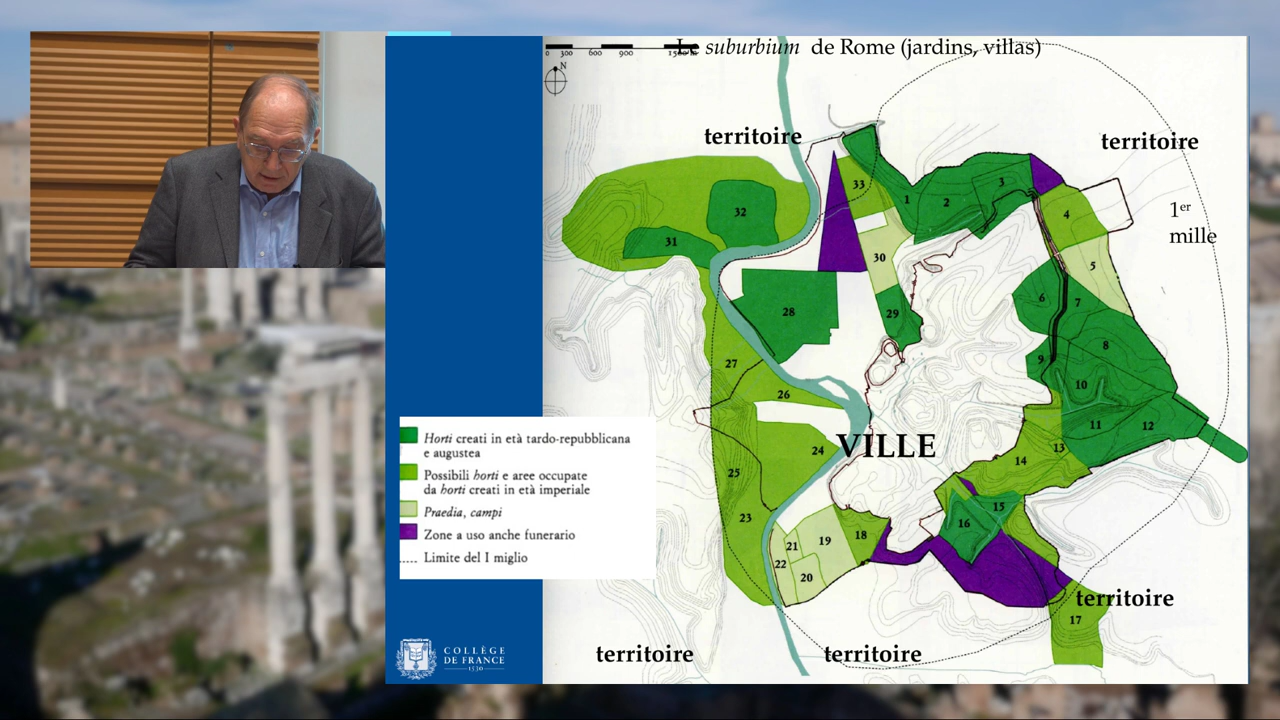 Le suburbium de Rome (jardins, villas)
0 300 600 900
N
territoire
territoire
1er
mille
33
3
1
2
4
32
31
30
5
6
7
28
29
8
27
9
10
26
11
12
VILLE
24
13
14
25
15
23
16
18
19
21
22
20
17
territoire
territoire
territoire
Horti creati in età tardo-repubblicana
e augustea
Possibili horti e aree occupate
da horti creati in età imperiale
Praedia, campi
Zone a uso anche funerario
Limite del I miglio
COLLÈGE
DE FRANCE
1530